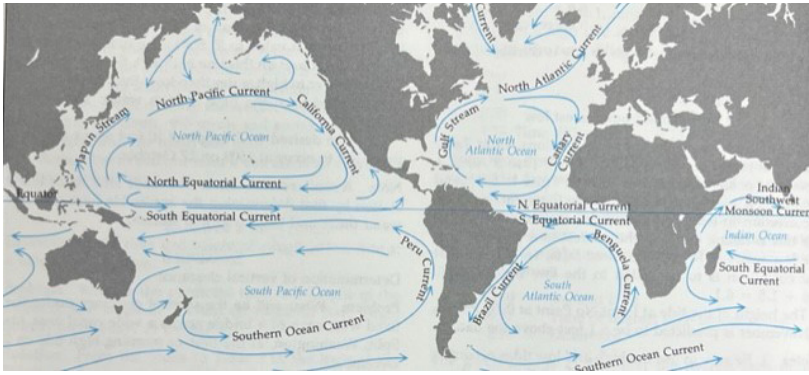 Current
North Atlantic Current
North Pacific Current
California Current
Japan Stream
North Pacific Ocean
Gulf Stream
North
Atlantic Ocean
Canary
Current
North Equatorial Current
Equator
South Equatorial Current
N. Equatorial Current
S. Equatorial Current
Indian
Southwest
Monsoon Curre
Indian Ocean
South Equatorial
Current
Peru Current
Brazil Current
Benguela Current
South
Atlantic Ocean
South Pacific Ocean
Southern Ocean Current
Southern Ocean Current